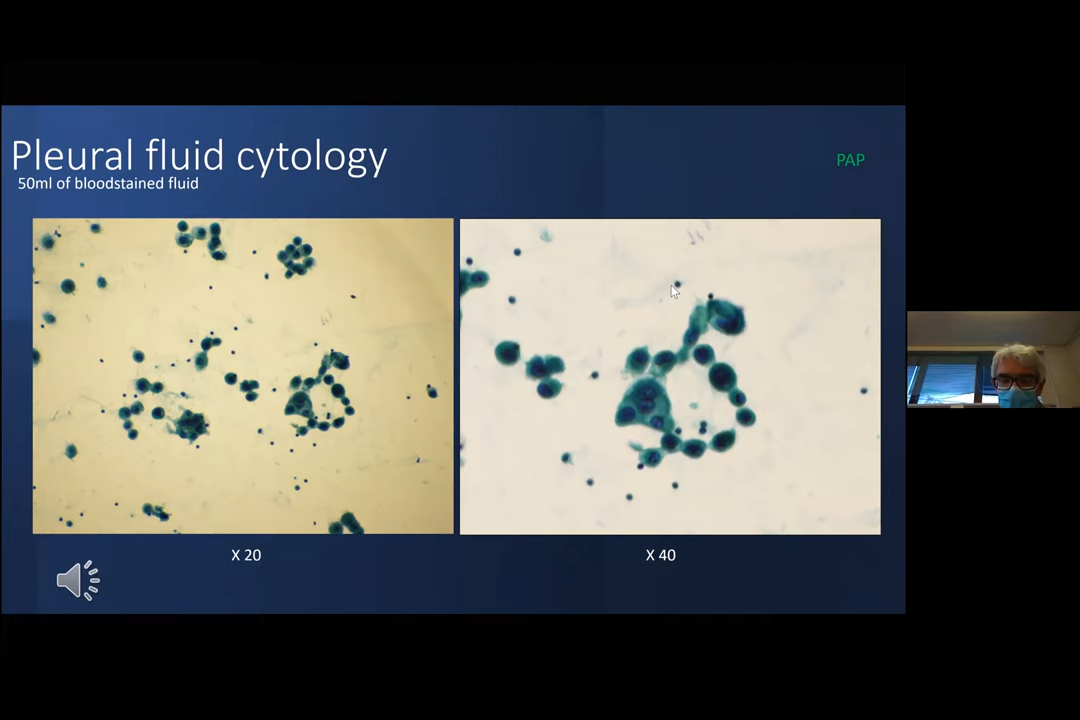 Pleural fluid cytology
PAP
50ml of bloodstained fluid
X 20
X 40